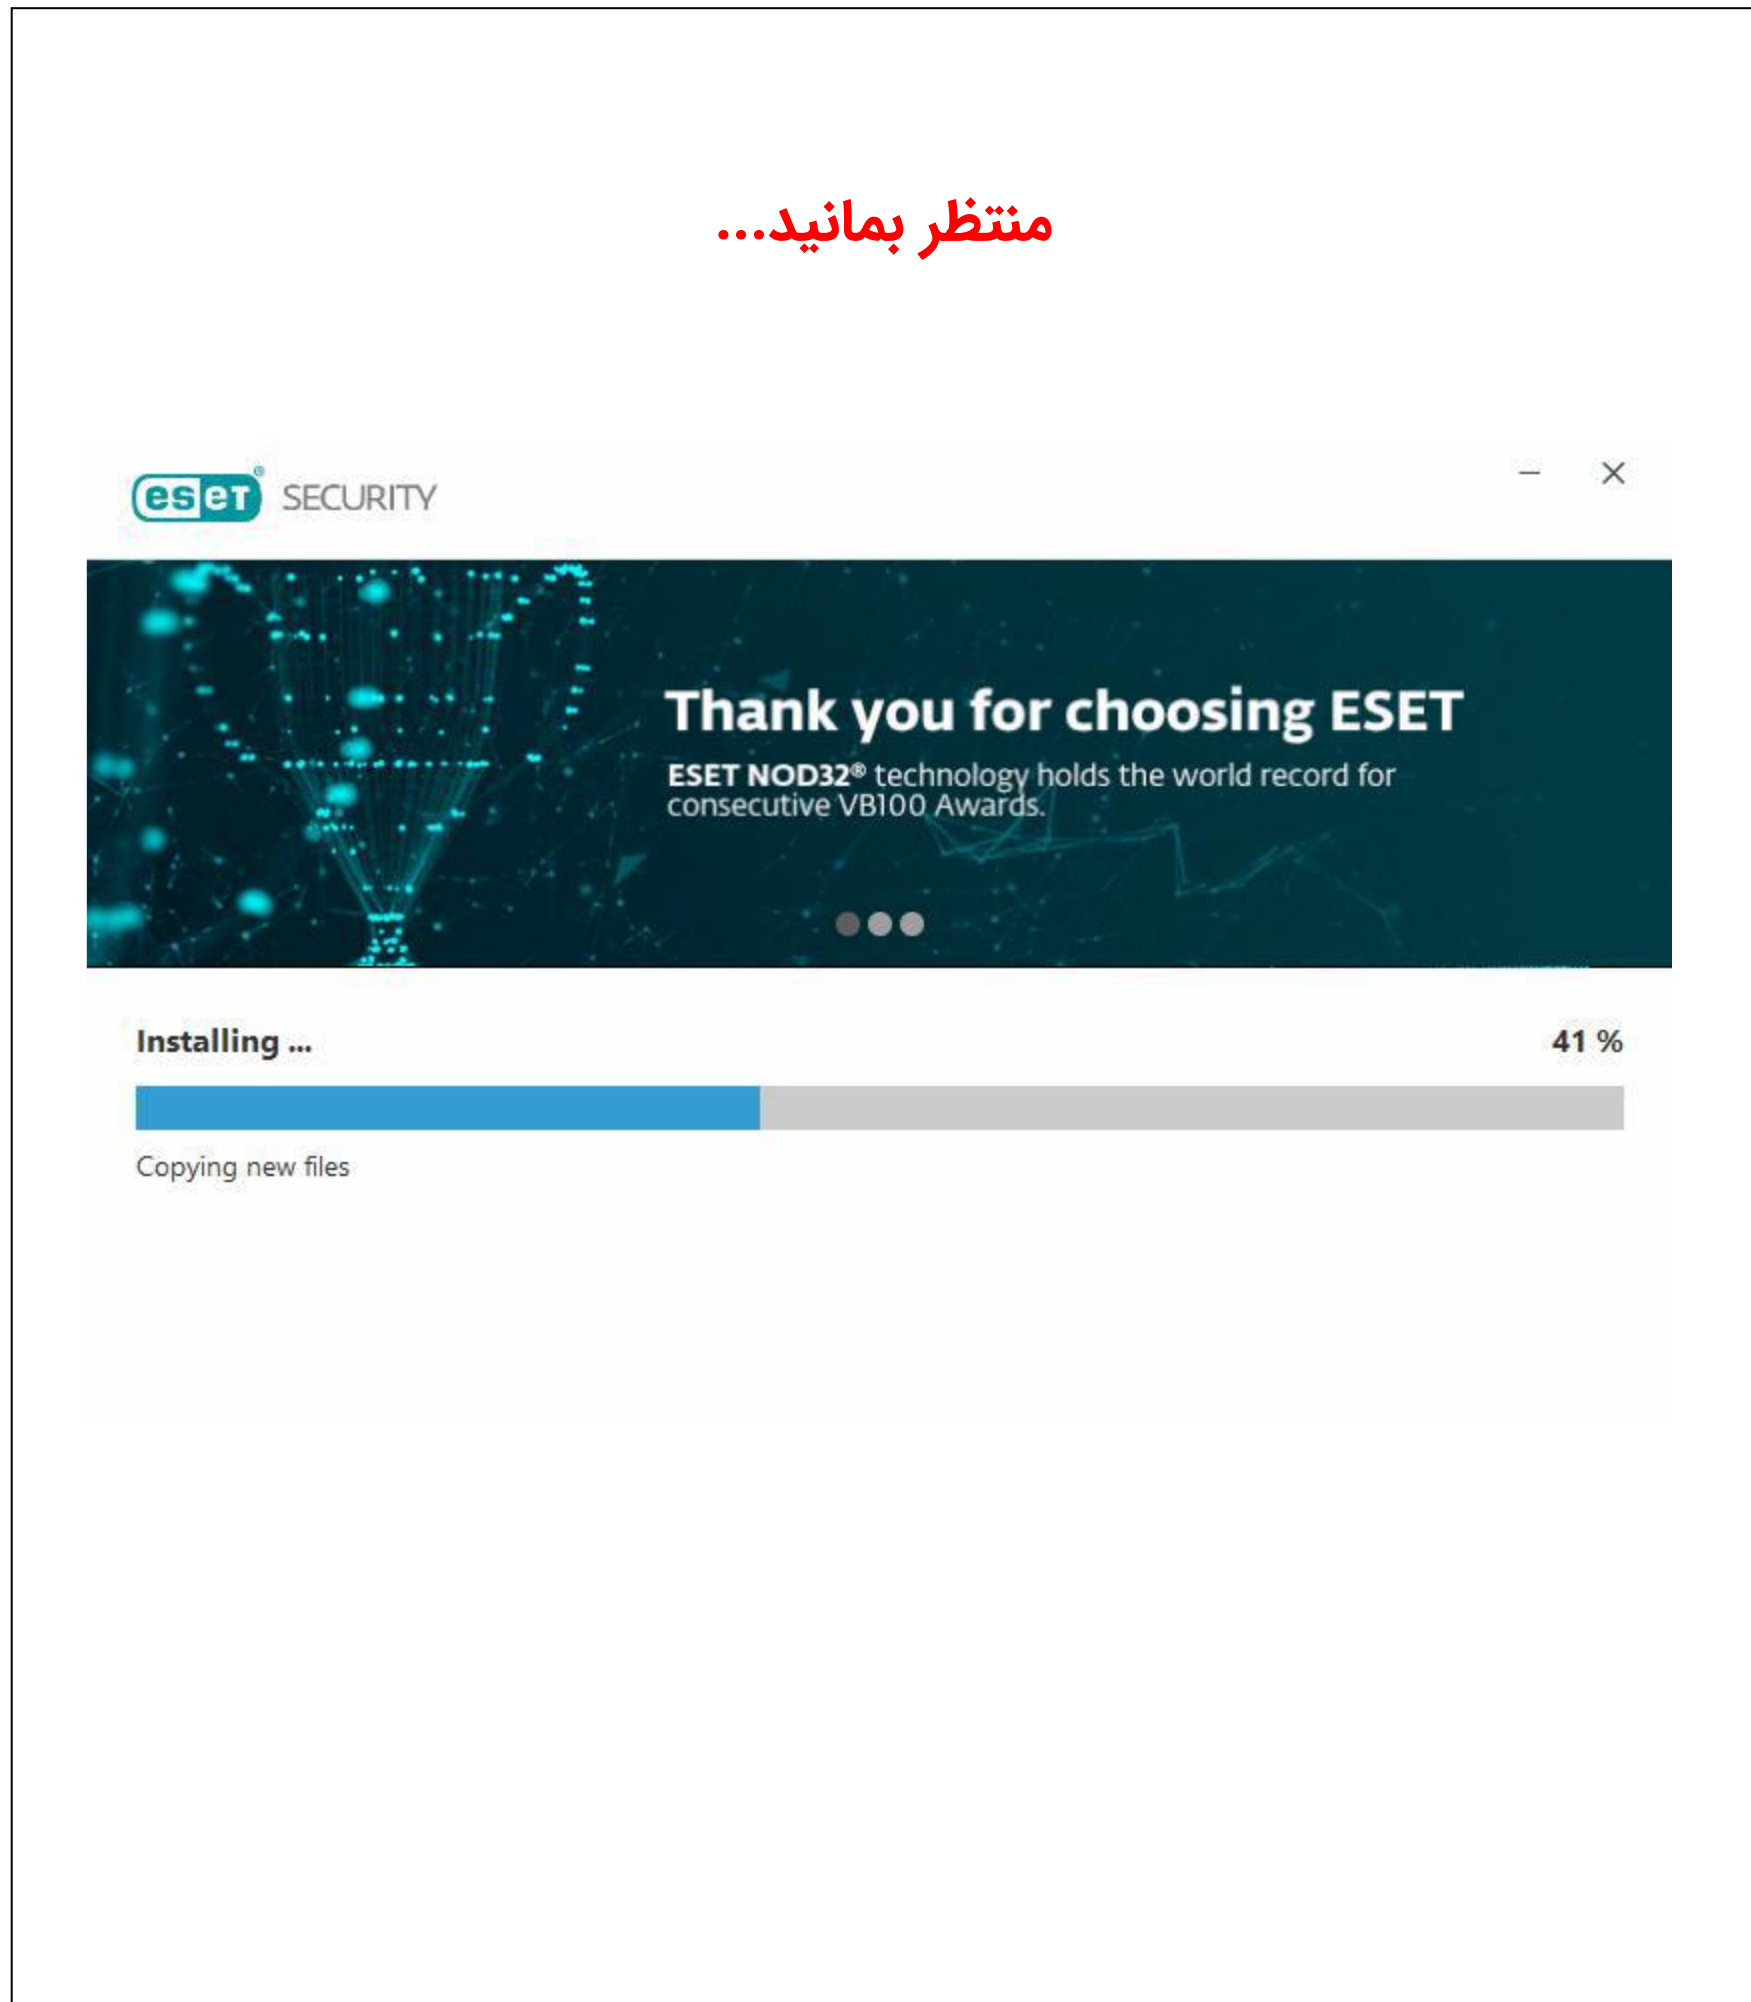 منتظر بمانید...
eset® SECURITY
Thank you for choosing ESET
ESET NOD32® technology holds the world record for
consecutive VB100 Awards.
Installing ... 41 %
Copying new files